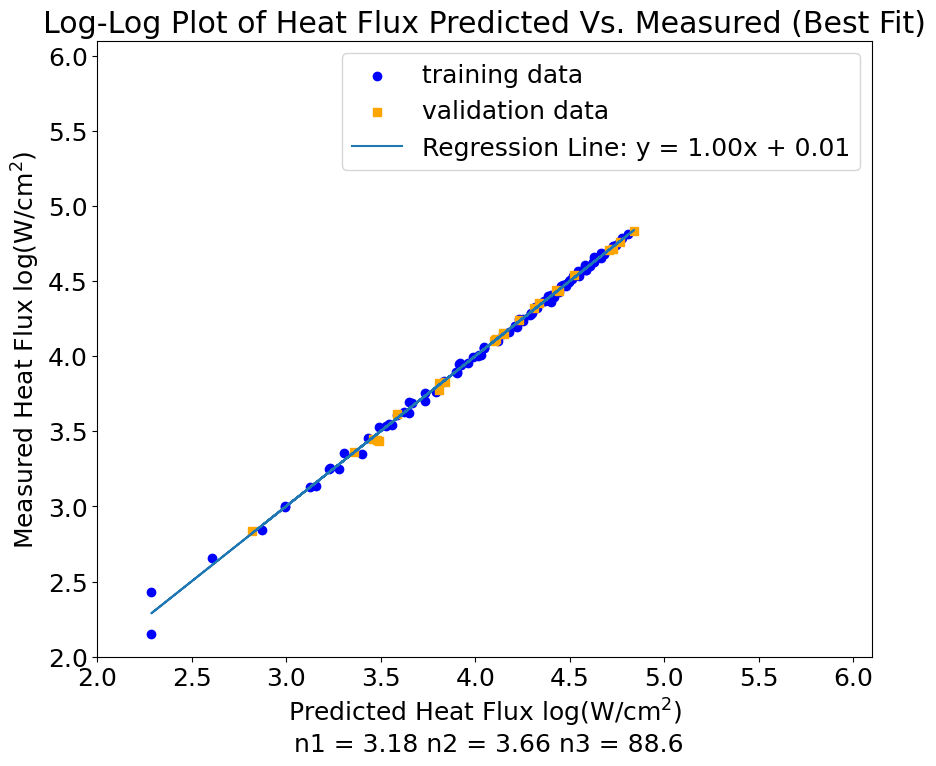 Log-Log Plot of Heat Flux Predicted Vs. Measured (Best Fit)
6.0
5.5
5.0
4.5
4.0
3.5
3.0
2.5
2.0
Measured Heat Flux log(W/cm²)
training data
validation data
Regression Line: y = 1.00x + 0.01
2.0 2.5 3.0 3.5 4.0 4.5 5.0 5.5 6.0
Predicted Heat Flux log(W/cm²)
n1 = 3.18 n2 = 3.66 n3 = 88.6